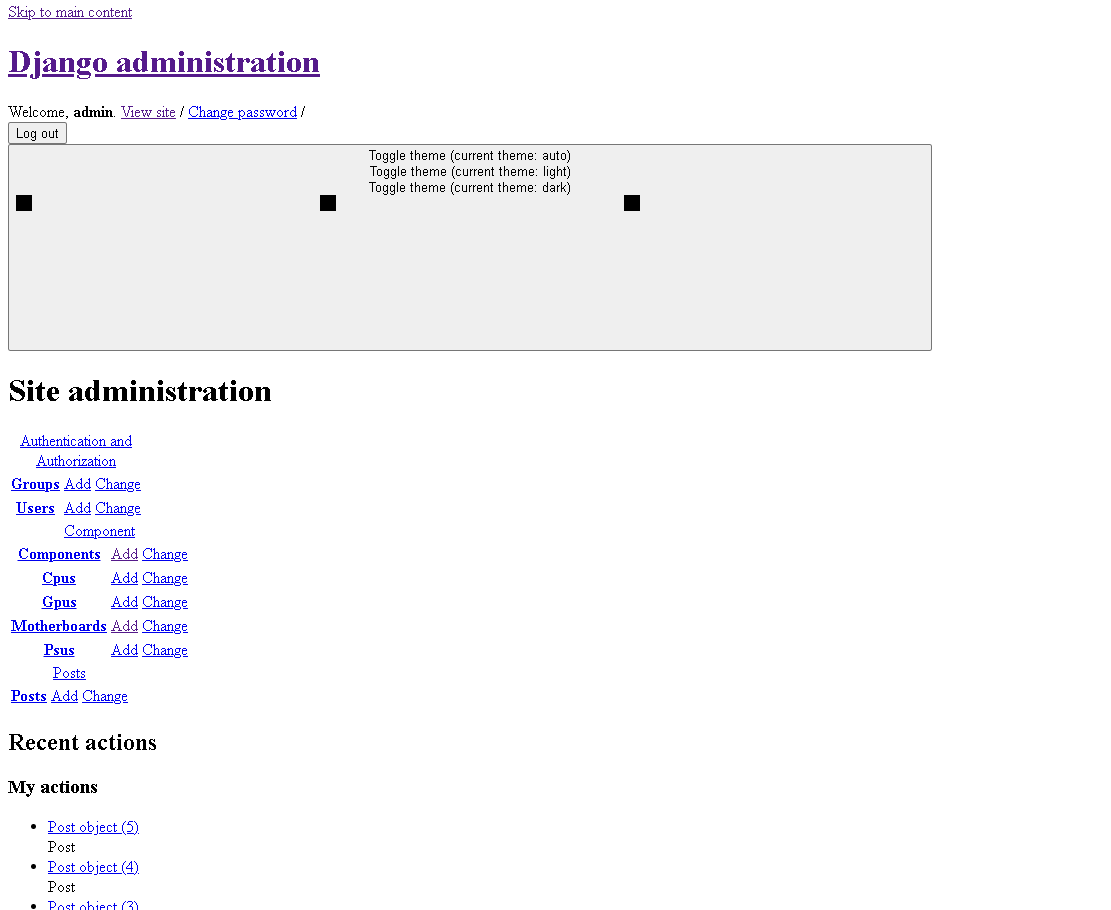 Skip to main content
Django administration
Welcome, admin. View site / Change password /
Log out
Toggle theme (current theme: auto)
Toggle theme (current theme: light)
Toggle theme (current theme: dark)
Site administration
Authentication and
Authorization
Groups Add Change
Users Add Change
Component
Components Add Change
Cpus Add Change
Gpus Add Change
Motherboards Add Change
Psus Add Change
Posts
Posts Add Change
Recent actions
My actions
Post object (5)
Post
Post object (4)
Post
Post object (3)